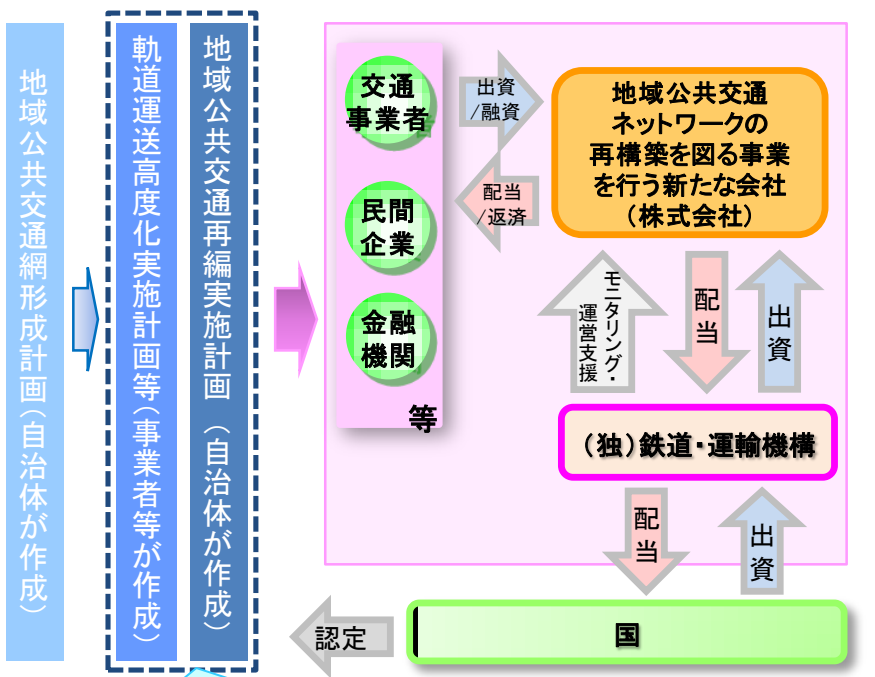 地域公共交通網形成計画(自治体が作成)
軌道運送高度化実施計画等(事業者等が作成)
地域公共交通再編実施計画 (自治体が作成)
交通
事業者
民間
企業
金融
機関
等
出資
/融資
配当
/返済
地域公共交通
ネットワークの
再構築を図る事業
を行う新たな会社
(株式会社)
モニタリング・
運営支援
配当
出資
(独)鉄道・運輸機構
配当
出資
認定
国